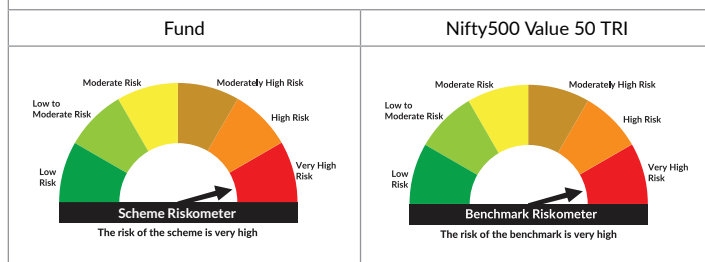 Fund
Nifty500 Value 50 TRI
Moderate Risk
Moderately High Risk
Low to
Moderate Risk
High Risk
Low
Risk
Very High
Risk
Scheme Riskometer
The risk of the scheme is very high
Moderate Risk
Moderately High Risk
Low to
Moderate Risk
High Risk
Low
Risk
Very High
Risk
Benchmark Riskometer
The risk of the benchmark is very high